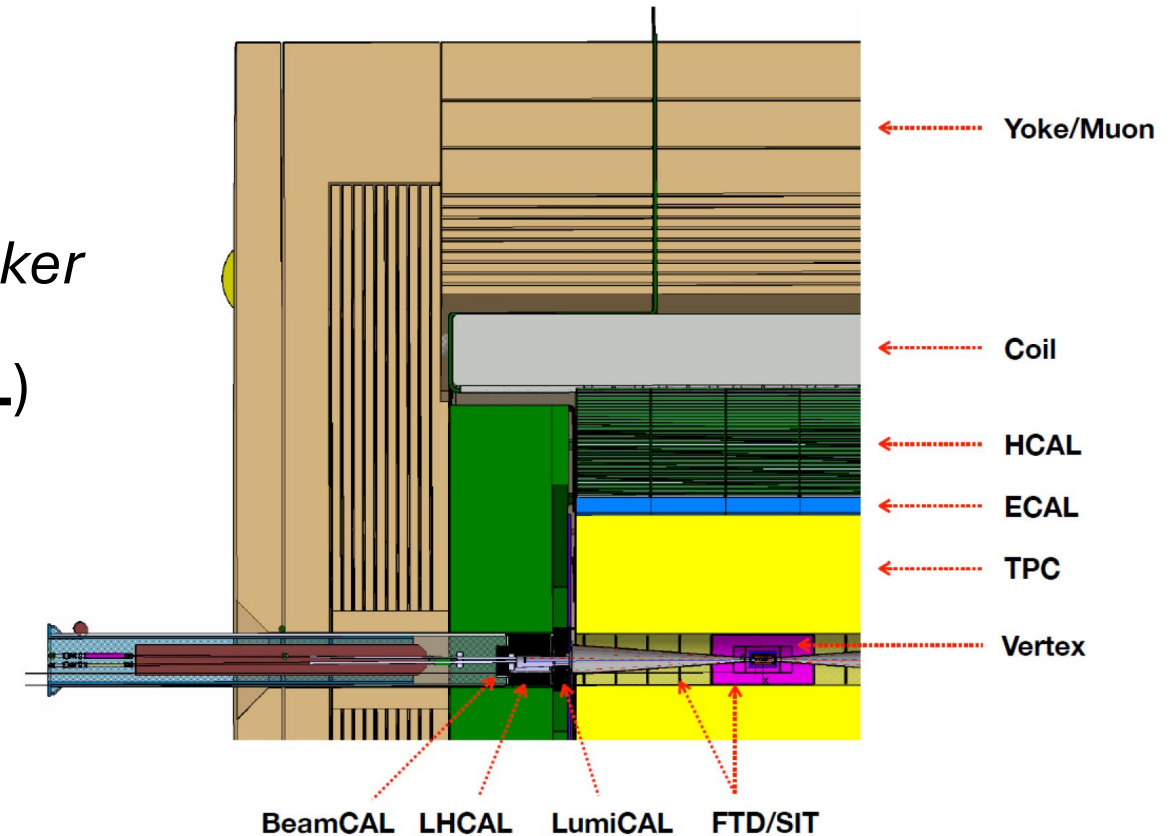 Yoke/Muon
ker
Coil
)
HCAL
ECAL
TPC
Vertex
BeamCAL LHCAL LumiCAL FTD/SIT